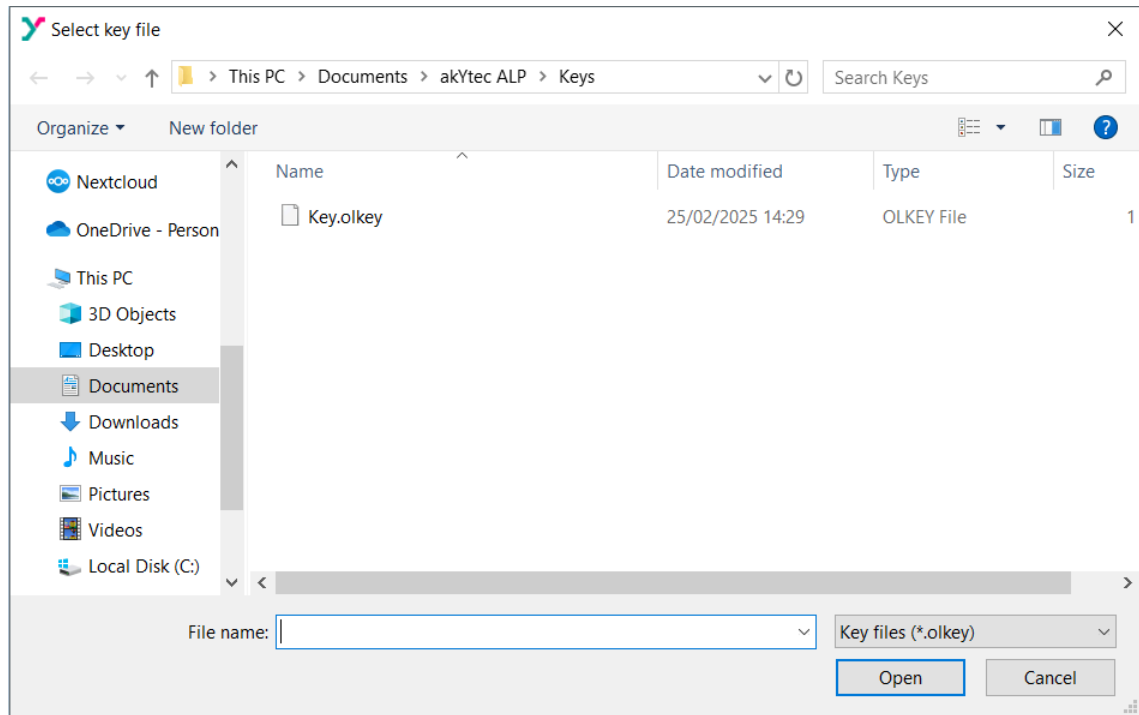 Select key file
This PC > Documents > akYtec ALP > Keys
Search Keys
Organize
New folder
?
Name
Date modified
Type
Size
Key.olkey
25/02/2025 14:29
OLKEY File
1
Nextcloud
OneDrive - Person
This PC
3D Objects
Desktop
Documents
Downloads
Music
Pictures
Videos
Local Disk (C:)
File name:
Key files (*.olkey)
Open
Cancel